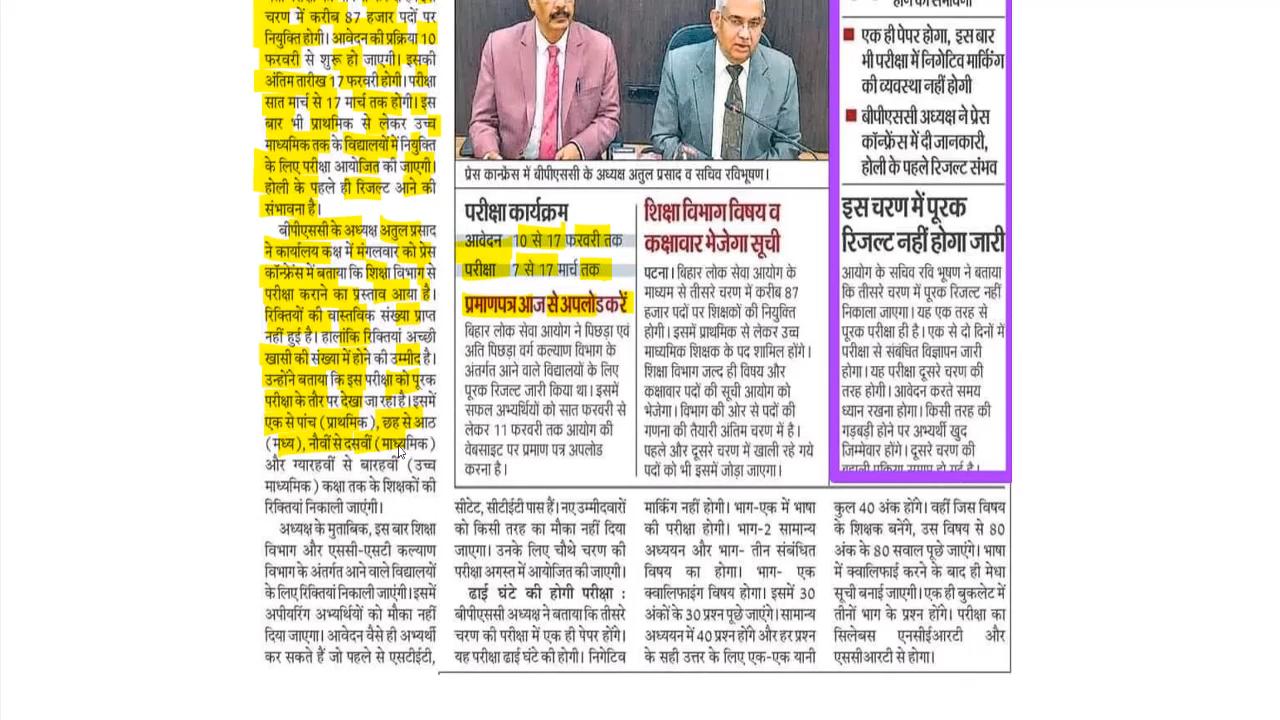 चरण में करीब 87 हजार पदों पर
नियुक्ति होगी। आवेदन की प्रक्रिया 10
फरवरी से शुरू हो जाएगी। इसकी
अंतिम तारीख 17 फरवरी होगी। परीक्षा
सात मार्च से 17 मार्च तक होगी। इस
बार भी प्राथमिक से लेकर उच्च
माध्यमिक तक के विद्यालयों में नियुक्ति
के लिए परीक्षा आयोजित की जाएगी।
होली के पहले ही रिजल्ट आने की
संभावना है।
बीपीएससी के अध्यक्ष अतुल प्रसाद
ने कार्यालय कक्ष में मंगलवार को प्रेस
कॉन्फ्रेंस में बताया कि शिक्षा विभाग से
परीक्षा कराने का प्रस्ताव आया है।
रिक्तियों की वास्तविक संख्या प्राप्त
नहीं हुई है। हालांकि रिक्तियां अच्छी
खासी की संख्या में होने की उम्मीद है।
उन्होंने बताया कि इस परीक्षा को पूरक
परीक्षा के तौर पर देखा जा रहा है। इसमें
एक से पांच (प्राथमिक), छह से आठ
(मध्य), नौवीं से दसवीं (माध्यमिक)
और ग्यारहवीं से बारहवीं (उच्च
माध्यमिक) कक्षा तक के शिक्षकों की
रिक्तियां निकाली जाएंगी।
अध्यक्ष के मुताबिक, इस बार शिक्षा
विभाग और एससी-एसटी कल्याण
विभाग के अंतर्गत आने वाले विद्यालयों
के लिए रिक्तियां निकाली जाएंगी। इसमें
अपीयरिंग अभ्यर्थियों को मौका नहीं
दिया जाएगा। आवेदन वैसे ही अभ्यर्थी
कर सकते हैं जो पहले से एसटीईटी,
प्रेस कान्फ्रेंस में बीपीएससी के अध्यक्ष अतुल प्रसाद व सचिव रविभूषण।
परीक्षा कार्यक्रम
आवेदन 10 से 17 फरवरी तक
परीक्षा 7 से 17 मार्च तक
प्रमाणपत्र आज से अपलोड करें
बिहार लोक सेवा आयोग ने पिछड़ा एवं
अति पिछड़ा वर्ग कल्याण विभाग के
अंतर्गत आने वाले विद्यालयों के लिए
पूरक रिजल्ट जारी किया था। इसमें
सफल अभ्यर्थियों को सात फरवरी से
लेकर 11 फरवरी तक आयोग की
वेबसाइट पर प्रमाण पत्र अपलोड
करना है।
शिक्षा विभाग विषय व
कक्षावार भेजेगा सूची
पटना। बिहार लोक सेवा आयोग के
माध्यम से तीसरे चरण में करीब 87
हजार पदों पर शिक्षकों की नियुक्ति
होगी। इसमें प्राथमिक से लेकर उच्च
माध्यमिक शिक्षक के पद शामिल होंगे।
शिक्षा विभाग जल्द ही विषय और
कक्षावार पदों की सूची आयोग को
भेजेगा। विभाग की ओर से पदों की
गणना की तैयारी अंतिम चरण में है।
पहले और दूसरे चरण में खाली रहे गये
पदों को भी इसमें जोड़ा जाएगा।
एक ही पेपर होगा, इस बार
भी परीक्षा में निगेटिव मार्किंग
की व्यवस्था नहीं होगी
बीपीएससी अध्यक्ष ने प्रेस
कॉन्फ्रेंस में दी जानकारी,
होली के पहले रिजल्ट संभव
इस चरण में पूरक
रिजल्ट नहीं होगा जारी
आयोग के सचिव रवि भूषण ने बताया
कि तीसरे चरण में पूरक रिजल्ट नहीं
निकाला जाएगा। यह एक तरह से
पूरक परीक्षा ही है। एक से दो दिनों में
परीक्षा से संबंधित विज्ञापन जारी
होगा। यह परीक्षा दूसरे चरण की
तरह होगी। आवेदन करते समय
ध्यान रखना होगा। किसी तरह की
गड़बड़ी होने पर अभ्यर्थी खुद
जिम्मेवार होंगे। दूसरे चरण की
सीटेट, सीटीईटी पास हैं। नए उम्मीदवारों
को किसी तरह का मौका नहीं दिया
जाएगा। उनके लिए चौथे चरण की
परीक्षा अगस्त में आयोजित की जाएगी।
ढाई घंटे की होगी परीक्षा :
बीपीएससी अध्यक्ष ने बताया कि तीसरे
चरण की परीक्षा में एक ही पेपर होंगे।
यह परीक्षा ढाई घंटे की होगी। निगेटिव
मार्किंग नहीं होगी। भाग-एक में भाषा
की परीक्षा होगी। भाग-2 सामान्य
अध्ययन और भाग- तीन संबंधित
विषय का होगा। भाग- एक
क्वालिफाइंग विषय होगा। इसमें 30
अंकों के 30 प्रश्न पूछे जाएंगे। सामान्य
अध्ययन में 40 प्रश्न होंगे और हर प्रश्न
के सही उत्तर के लिए एक-एक यानी
कुल 40 अंक होंगे। वहीं जिस विषय
के शिक्षक बनेंगे, उस विषय से 80
अंक के 80 सवाल पूछे जाएंगे। भाषा
में क्वालिफाई करने के बाद ही मेधा
सूची बनाई जाएगी। एक ही बुकलेट में
तीनों भाग के प्रश्न होंगे। परीक्षा का
सिलेबस एनसीईआरटी और
एससीआरटी से होगा।